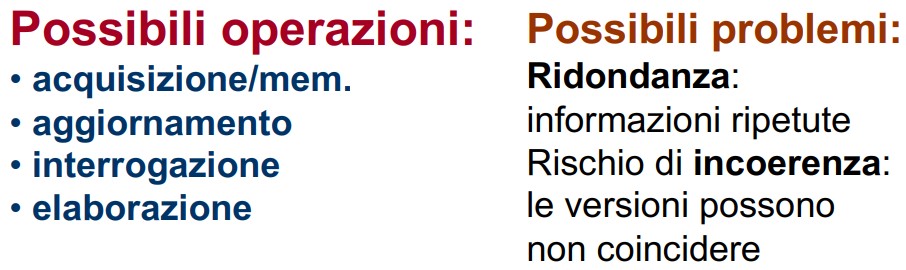 Possibili operazioni:
• acquisizione/mem.
• aggiornamento
• interrogazione
• elaborazione
Possibili problemi:
Ridondanza:
informazioni ripetute
Rischio di incoerenza:
le versioni possono
non coincidere